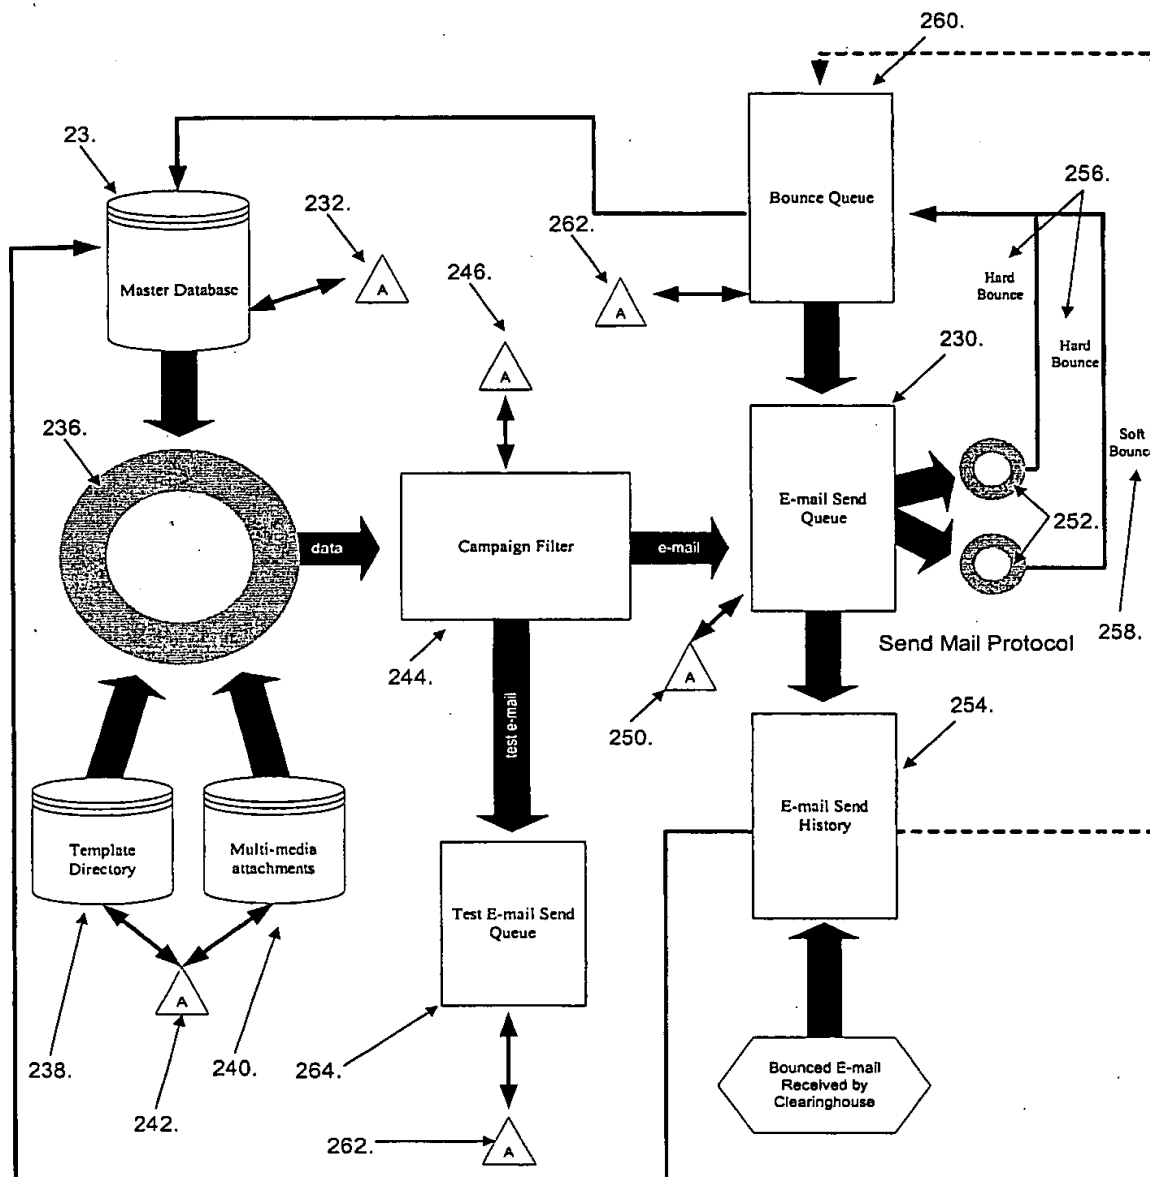 260.
23.
232.
262.
256.
Bounce Queue
246.
Master Database
A
A
Hard
Bounce
A
Hard
Bounce
230.
236.
Soft
Bounce
E-mail Send
Queue
252.
data
Campaign Filter
e-mail
258.
Send Mail Protocol
244.
A
250.
test e-mail
254.
E-mail Send
History
Template
Directory
Multi-media
attachments
Test E-mail Send
Queue
A
238.
240.
242.
264.
Bounced E-mail
Received by
Clearinghouse
262.
A